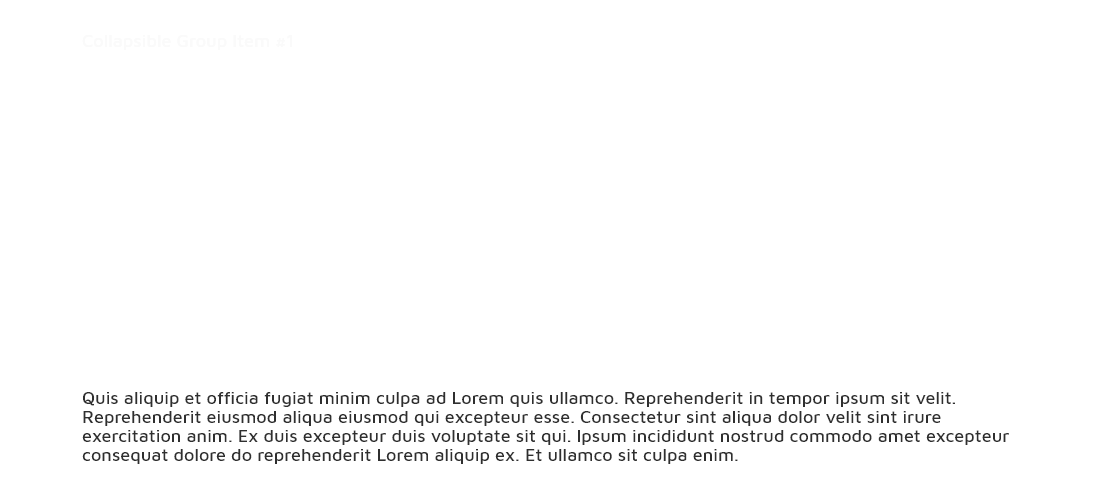 Collapsible Group Item #1
Quis aliquip et officia fugiat minim culpa ad Lorem quis ullamco. Reprehenderit in tempor ipsum sit velit.
Reprehenderit eiusmod aliqua eiusmod qui excepteur esse. Consectetur sint aliqua dolor velit sint irure
exercitation anim. Ex duis excepteur duis voluptate sit qui. Ipsum incididunt nostrud commodo amet excepteur
consequat dolore do reprehenderit Lorem aliquip ex. Et ullamco sit culpa enim.